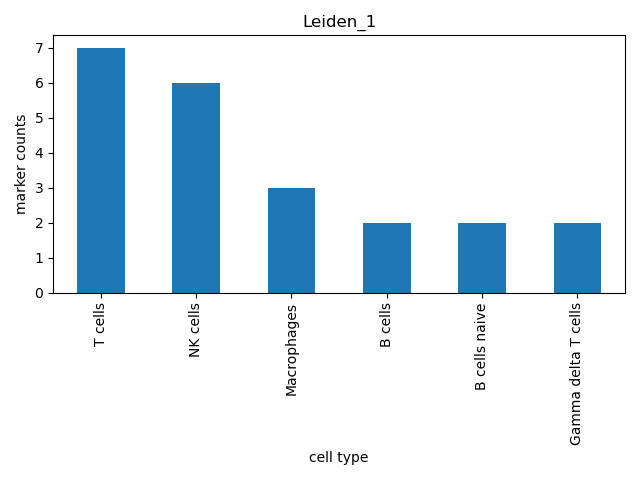 Leiden_1
marker counts
7
6
5
4
3
2
1
0
T cells
NK cells
Macrophages
B cells
B cells naive
Gamma delta T cells
cell type